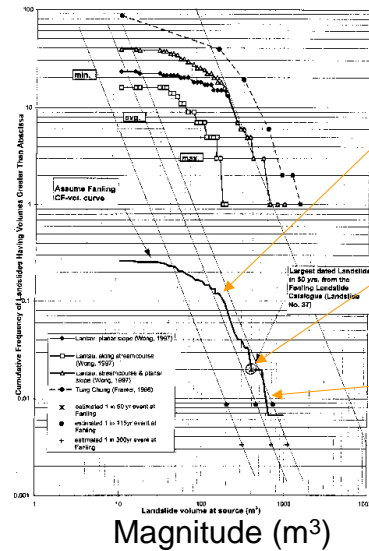 100
min.
10
avg.
max.
1
Assume Fanling
ICF-vol. curve
Largest dated Landslide
in 50 yrs. from the
Fanling Landslide
Catalogue (Landslide
No. 37)
0.1
Lantau, planar slope (Wong, 1997)
Lantau, along streamcourse
(Wong, 1997)
Lantau, streamcourse & planar
slope (Wong, 1997)
Tung Chung (Franks, 1998)
estimated 1 in 50 yr event at
Fanling
estimated 1 in 115yr event at
Fanling
estimated 1 in 300yr event at
Fanling
0.01
0.001
Cumulative Frequency of Landslides Having Volumes Greater Than Abscissa
1
10
100
1000
Landslide volume at source (m³)
Magnitude (m³)